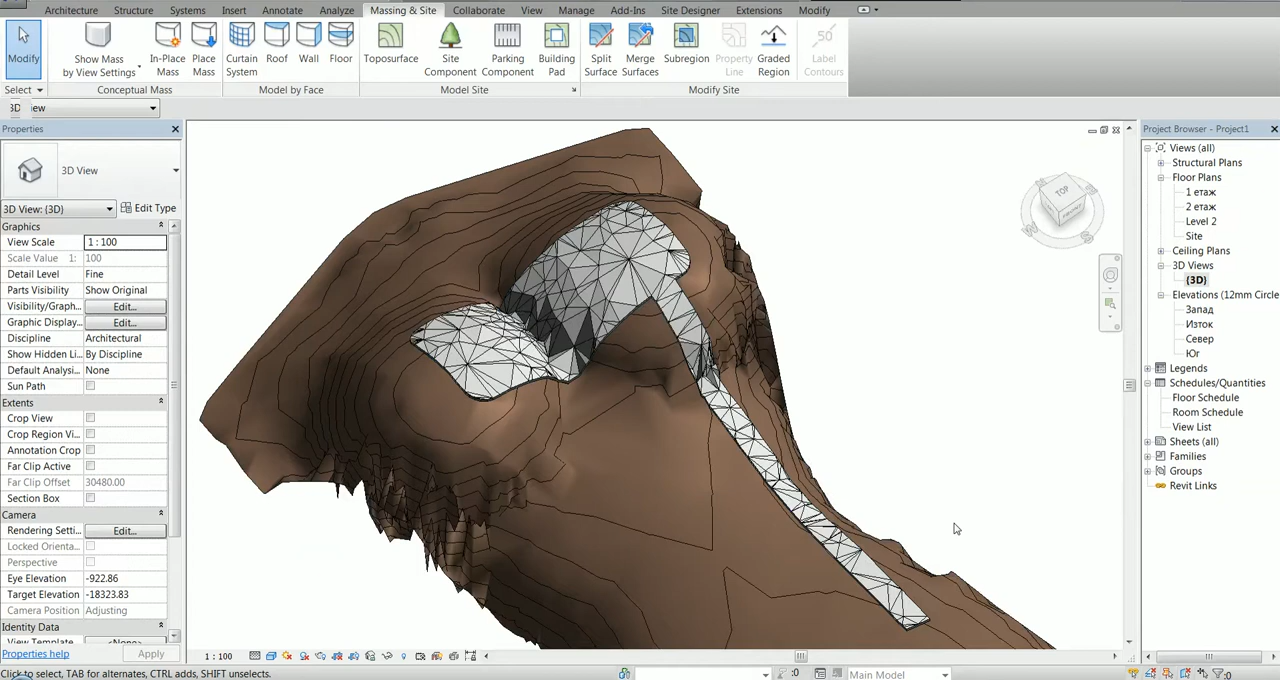 Architecture Structure Systems Insert Annotate Analyze Massing & Site Collaborate View Manage Add-Ins Site Designer Extensions Modify
Modify
Show Mass by View Settings
In-Place Mass
Place Mass
Curtain System
Roof
Wall
Floor
Toposurface
Site Component
Parking Component
Building Pad
Split Surface
Merge Surfaces
Subregion
Property Line
Graded Region
50
Label Contours
Select
Conceptual Mass
Model by Face
Model Site
Modify Site
Properties
3D View
3D View: {3D}
Edit Type
Graphics
View Scale 1 : 100
Scale Value 1: 100
Detail Level Fine
Parts Visibility Show Original
Visibility/Graph... Edit...
Graphic Display... Edit...
Discipline Architectural
Show Hidden Li... By Discipline
Default Analysi... None
Sun Path
Extents
Crop View
Crop Region Vi...
Annotation Crop
Far Clip Active
Far Clip Offset 30480.00
Section Box
Camera
Rendering Setti... Edit...
Locked Orienta...
Perspective
Eye Elevation -922.86
Target Elevation -18323.83
Camera Position Adjusting
Identity Data
View Template <None>
Properties help
Apply
TOP
W
S
1 : 100
Project Browser - Project1
Views (all)
Structural Plans
Floor Plans
1 етаж
2 етаж
Level 2
Site
Ceiling Plans
3D Views
{3D}
Elevations (12mm Circle
Запад
Изток
Север
Юг
Legends
Schedules/Quantities
Floor Schedule
Room Schedule
View List
Sheets (all)
Families
Groups
Revit Links
Click to select, TAB for alternates, CTRL adds, SHIFT unselects.
:0
Main Model
:0